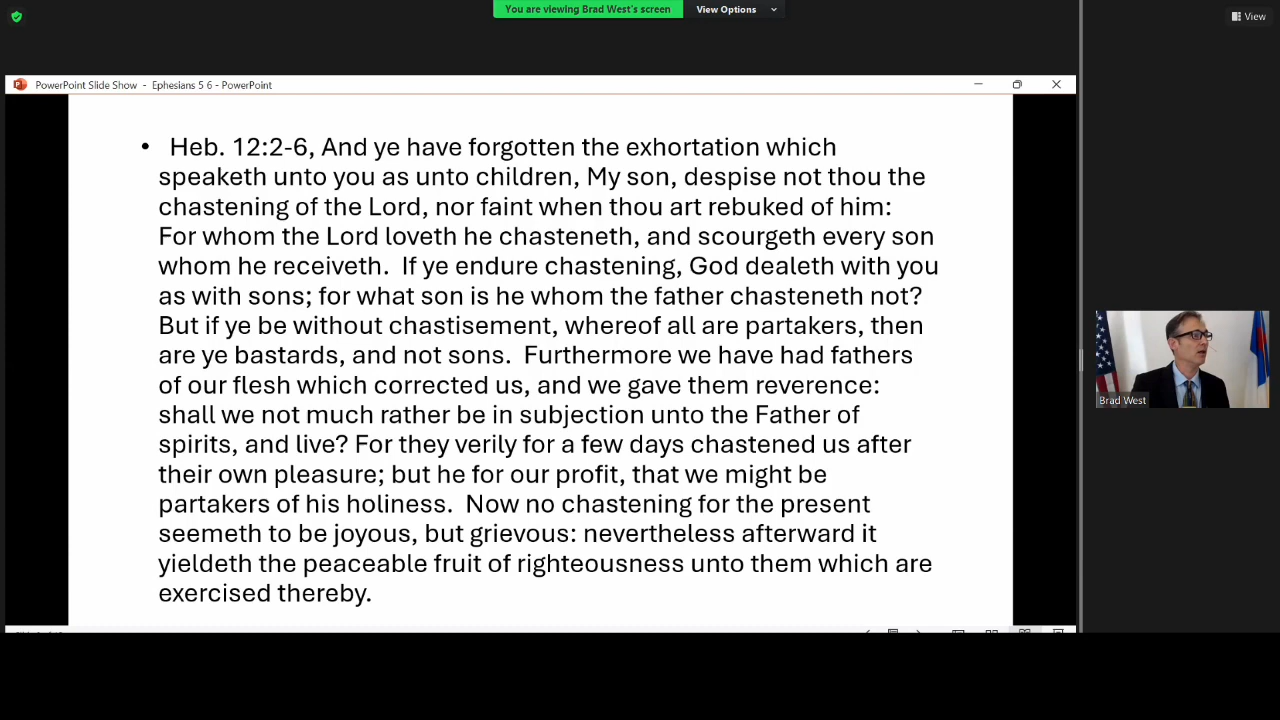 You are viewing Brad West's screen
View Options
View
PowerPoint Slide Show - Ephesians 5 6 - PowerPoint
• Heb. 12:2-6, And ye have forgotten the exhortation which
speaketh unto you as unto children, My son, despise not thou the
chastening of the Lord, nor faint when thou art rebuked of him:
For whom the Lord loveth he chasteneth, and scourgeth every son
whom he receiveth. If ye endure chastening, God dealeth with you
as with sons; for what son is he whom the father chasteneth not?
But if ye be without chastisement, whereof all are partakers, then
are ye bastards, and not sons. Furthermore we have had fathers
of our flesh which corrected us, and we gave them reverence:
shall we not much rather be in subjection unto the Father of
spirits, and live? For they verily for a few days chastened us after
their own pleasure; but he for our profit, that we might be
partakers of his holiness. Now no chastening for the present
seemeth to be joyous, but grievous: nevertheless afterward it
yieldeth the peaceable fruit of righteousness unto them which are
exercised thereby.
Brad West